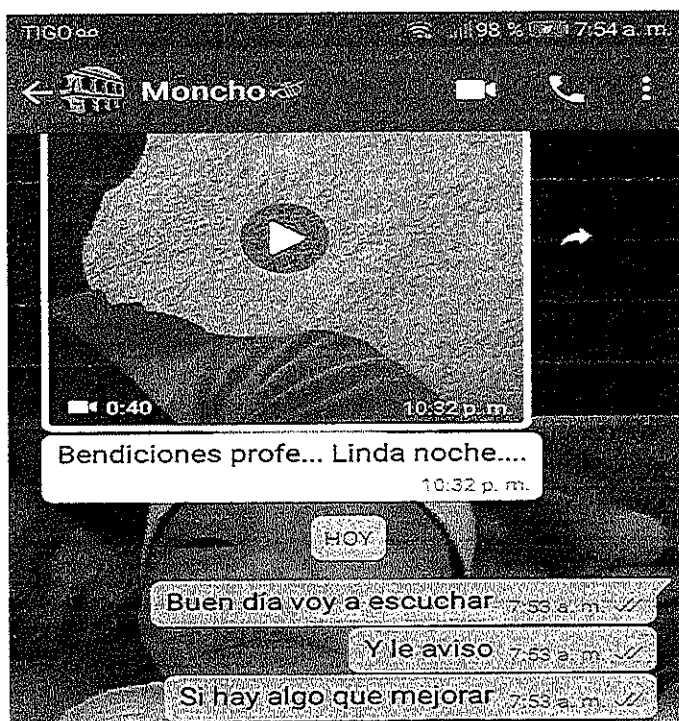 TIGO
98 % 7:54 a. m.
Moncho
0:40 10:32 p. m.
Bendiciones profe... Linda noche....
10:32 p. m.
HOY
Buen día voy a escuchar 7:53 a. m.
Y le aviso 7:53 a. m.
Si hay algo que mejorar 7:53 a. m.